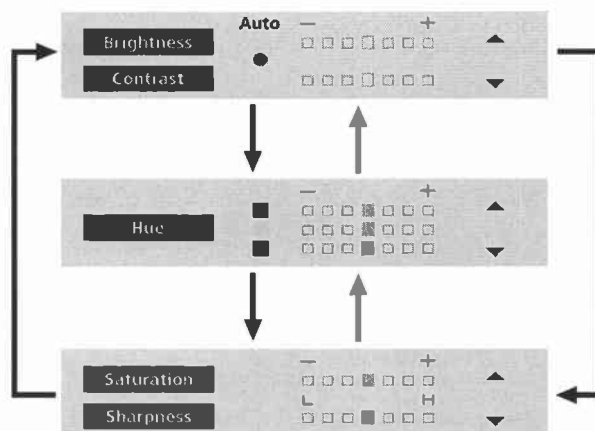 Auto - +
Brightness
Contrast
- +
Hue
- +
Saturation
L H
Sharpness